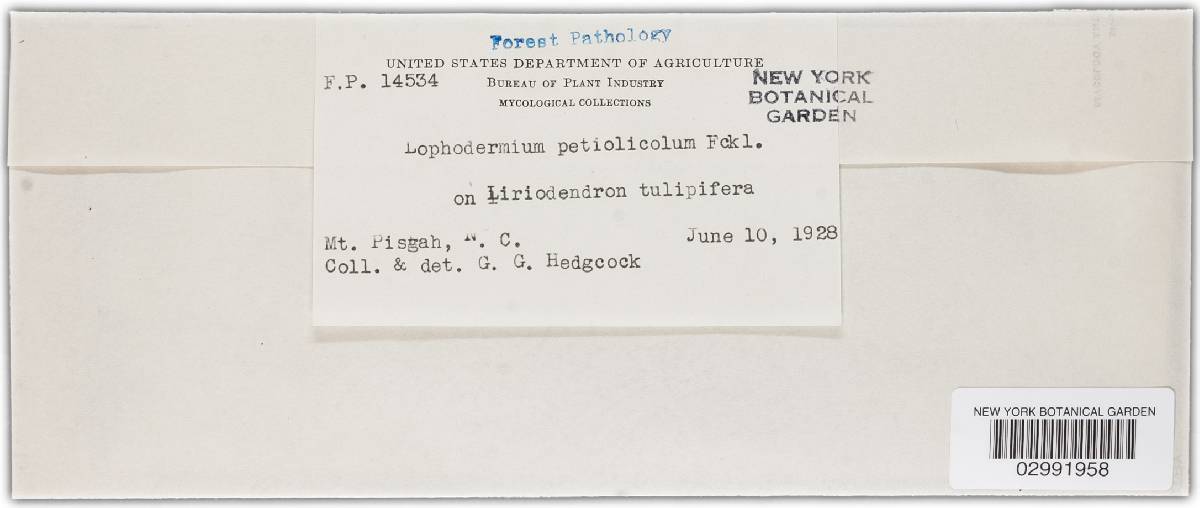 Forest Pathology
UNITED STATES DEPARTMENT OF AGRICULTURE
F.P. 14534
BUREAU OF PLANT INDUSTRY
MYCOLOGICAL COLLECTIONS
NEW YORK
BOTANICAL
GARDEN
Lophodermium petiolicolum Fckl.
on Liriodendron tulipifera
Mt. Pisgah, N. C.
June 10, 1928
Coll. & det. G. G. Hedgcock
NEW YORK BOTANICAL GARDEN
02991958